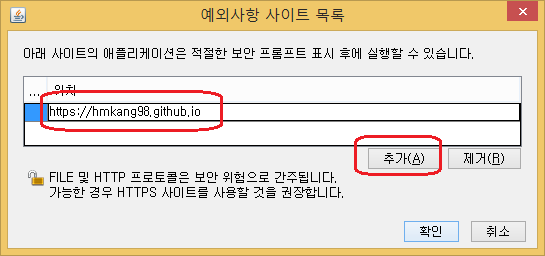 예외사항 사이트 목록
아래 사이트의 애플리케이션은 적절한 보안 프롬프트 표시 후에 실행할 수 있습니다.
... 위치
https://hmkang98.github.io
추가(A) 제거(R)
FILE 및 HTTP 프로토콜은 보안 위험으로 간주됩니다.
가능한 경우 HTTPS 사이트를 사용할 것을 권장합니다.
확인 취소